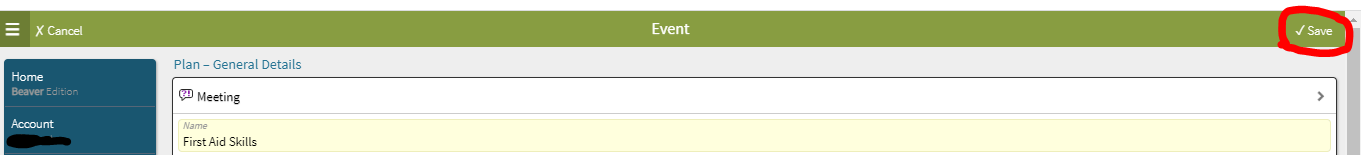 X Cancel
Event
✓ Save
Home
Beaver Edition
Account
Plan – General Details
?! Meeting
Name
First Aid Skills